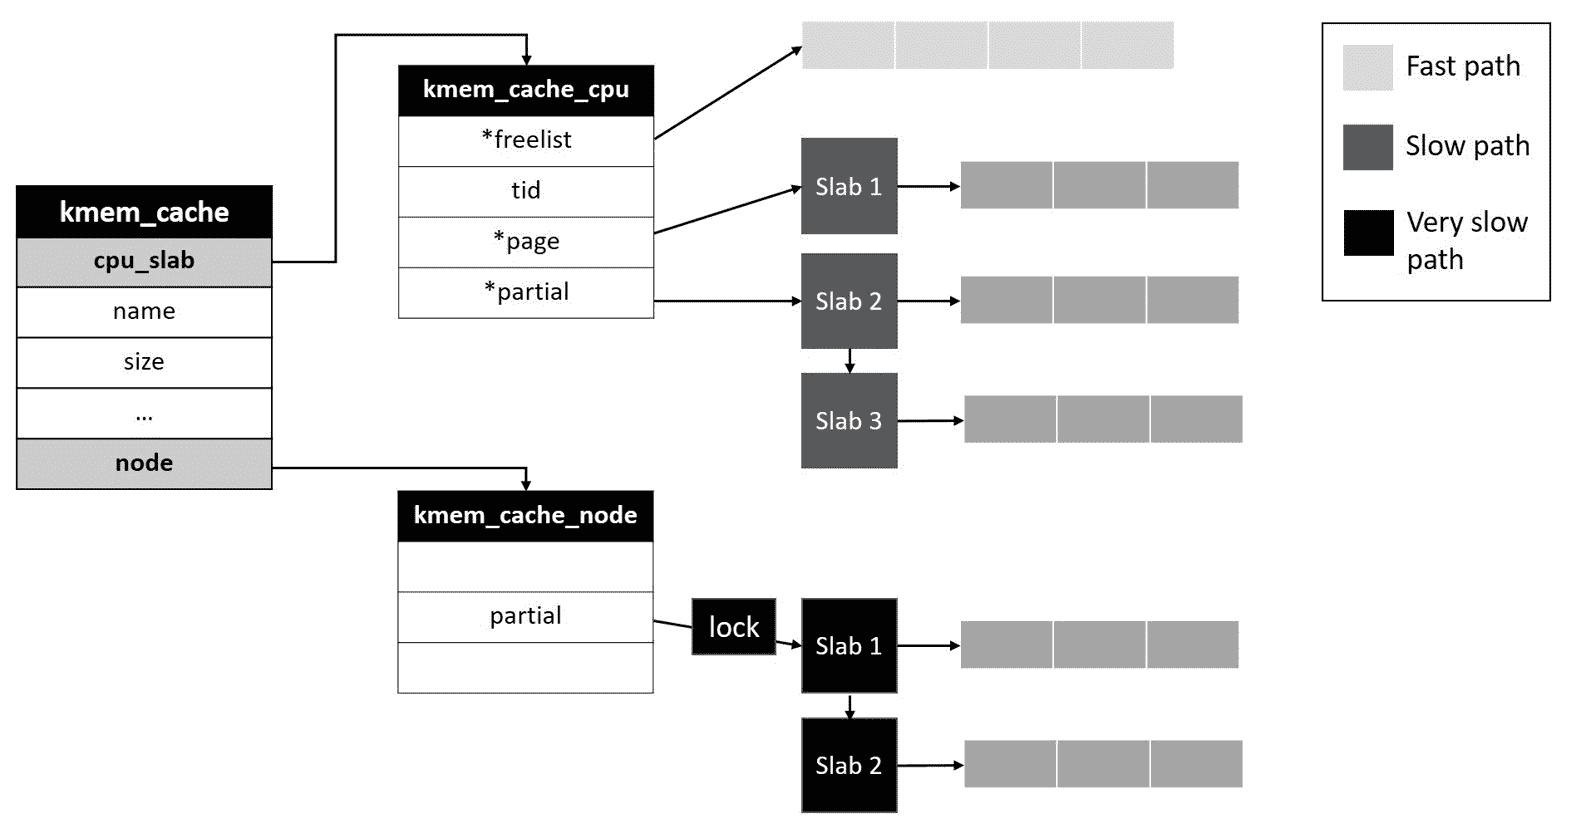 kmem_cache
cpu_slab
name
size
...
node
kmem_cache_cpu
*freelist
tid
*page
*partial
Slab 1
Slab 2
Slab 3
kmem_cache_node
partial
lock
Slab 1
Slab 2
Fast path
Slow path
Very slow
path